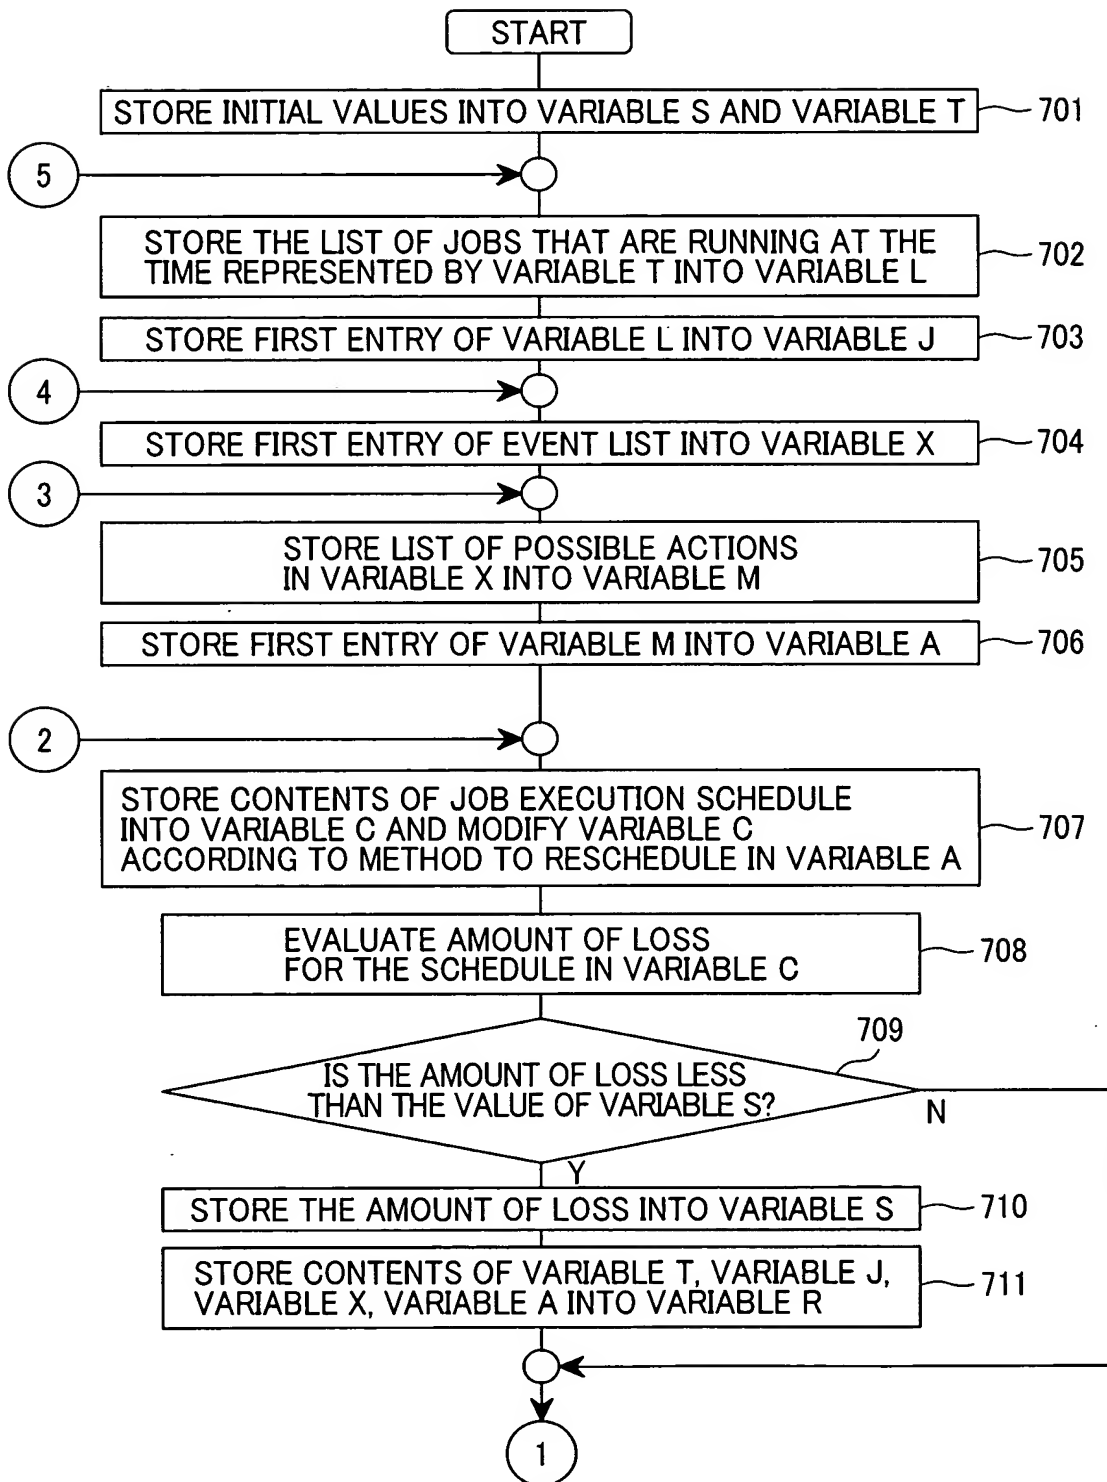 START
STORE INITIAL VALUES INTO VARIABLE S AND VARIABLE T
701
5
STORE THE LIST OF JOBS THAT ARE RUNNING AT THE
TIME REPRESENTED BY VARIABLE T INTO VARIABLE L
702
STORE FIRST ENTRY OF VARIABLE L INTO VARIABLE J
703
4
STORE FIRST ENTRY OF EVENT LIST INTO VARIABLE X
704
3
STORE LIST OF POSSIBLE ACTIONS
IN VARIABLE X INTO VARIABLE M
705
STORE FIRST ENTRY OF VARIABLE M INTO VARIABLE A
706
2
STORE CONTENTS OF JOB EXECUTION SCHEDULE
INTO VARIABLE C AND MODIFY VARIABLE C
ACCORDING TO METHOD TO RESCHEDULE IN VARIABLE A
707
EVALUATE AMOUNT OF LOSS
FOR THE SCHEDULE IN VARIABLE C
708
709
IS THE AMOUNT OF LOSS LESS
THAN THE VALUE OF VARIABLE S?
N
Y
STORE THE AMOUNT OF LOSS INTO VARIABLE S
710
STORE CONTENTS OF VARIABLE T, VARIABLE J,
VARIABLE X, VARIABLE A INTO VARIABLE R
711
1